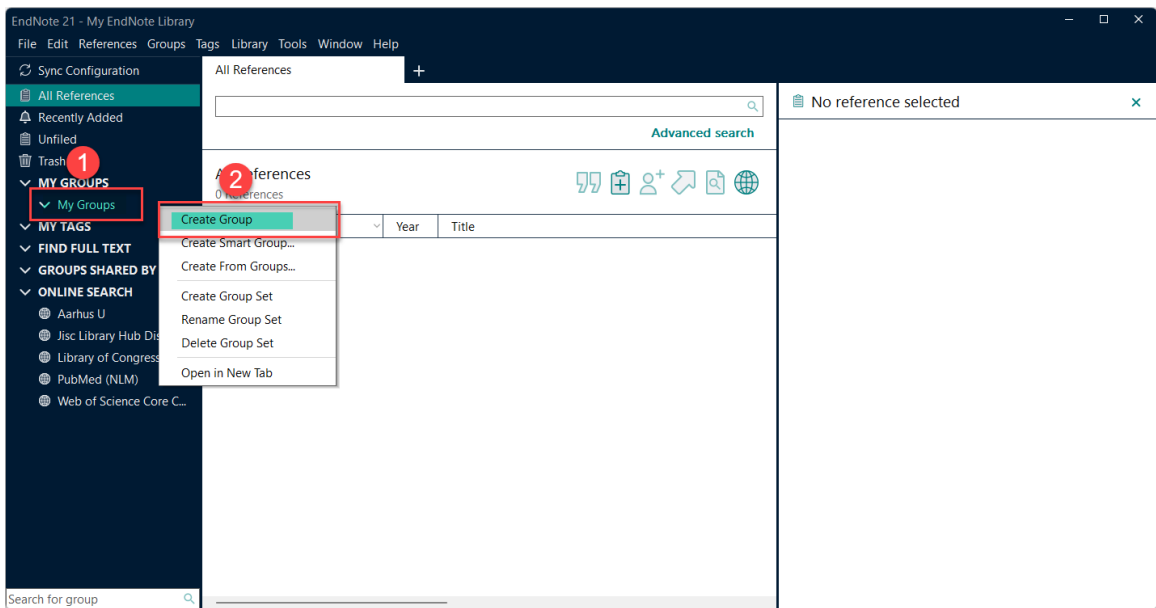 EndNote 21 - My EndNote Library
File Edit References Groups Tags Library Tools Window Help
Sync Configuration
All References
Recently Added
Unfiled
Trash
1
MY GROUPS
My Groups
MY TAGS
FIND FULL TEXT
GROUPS SHARED BY
ONLINE SEARCH
Aarhus U
Jisc Library Hub Dis
Library of Congress
PubMed (NLM)
Web of Science Core C...
Search for group
All References
Advanced search
2
References
0 References
Year Title
Create Group
Create Smart Group...
Create From Groups...
Create Group Set
Rename Group Set
Delete Group Set
Open in New Tab
No reference selected